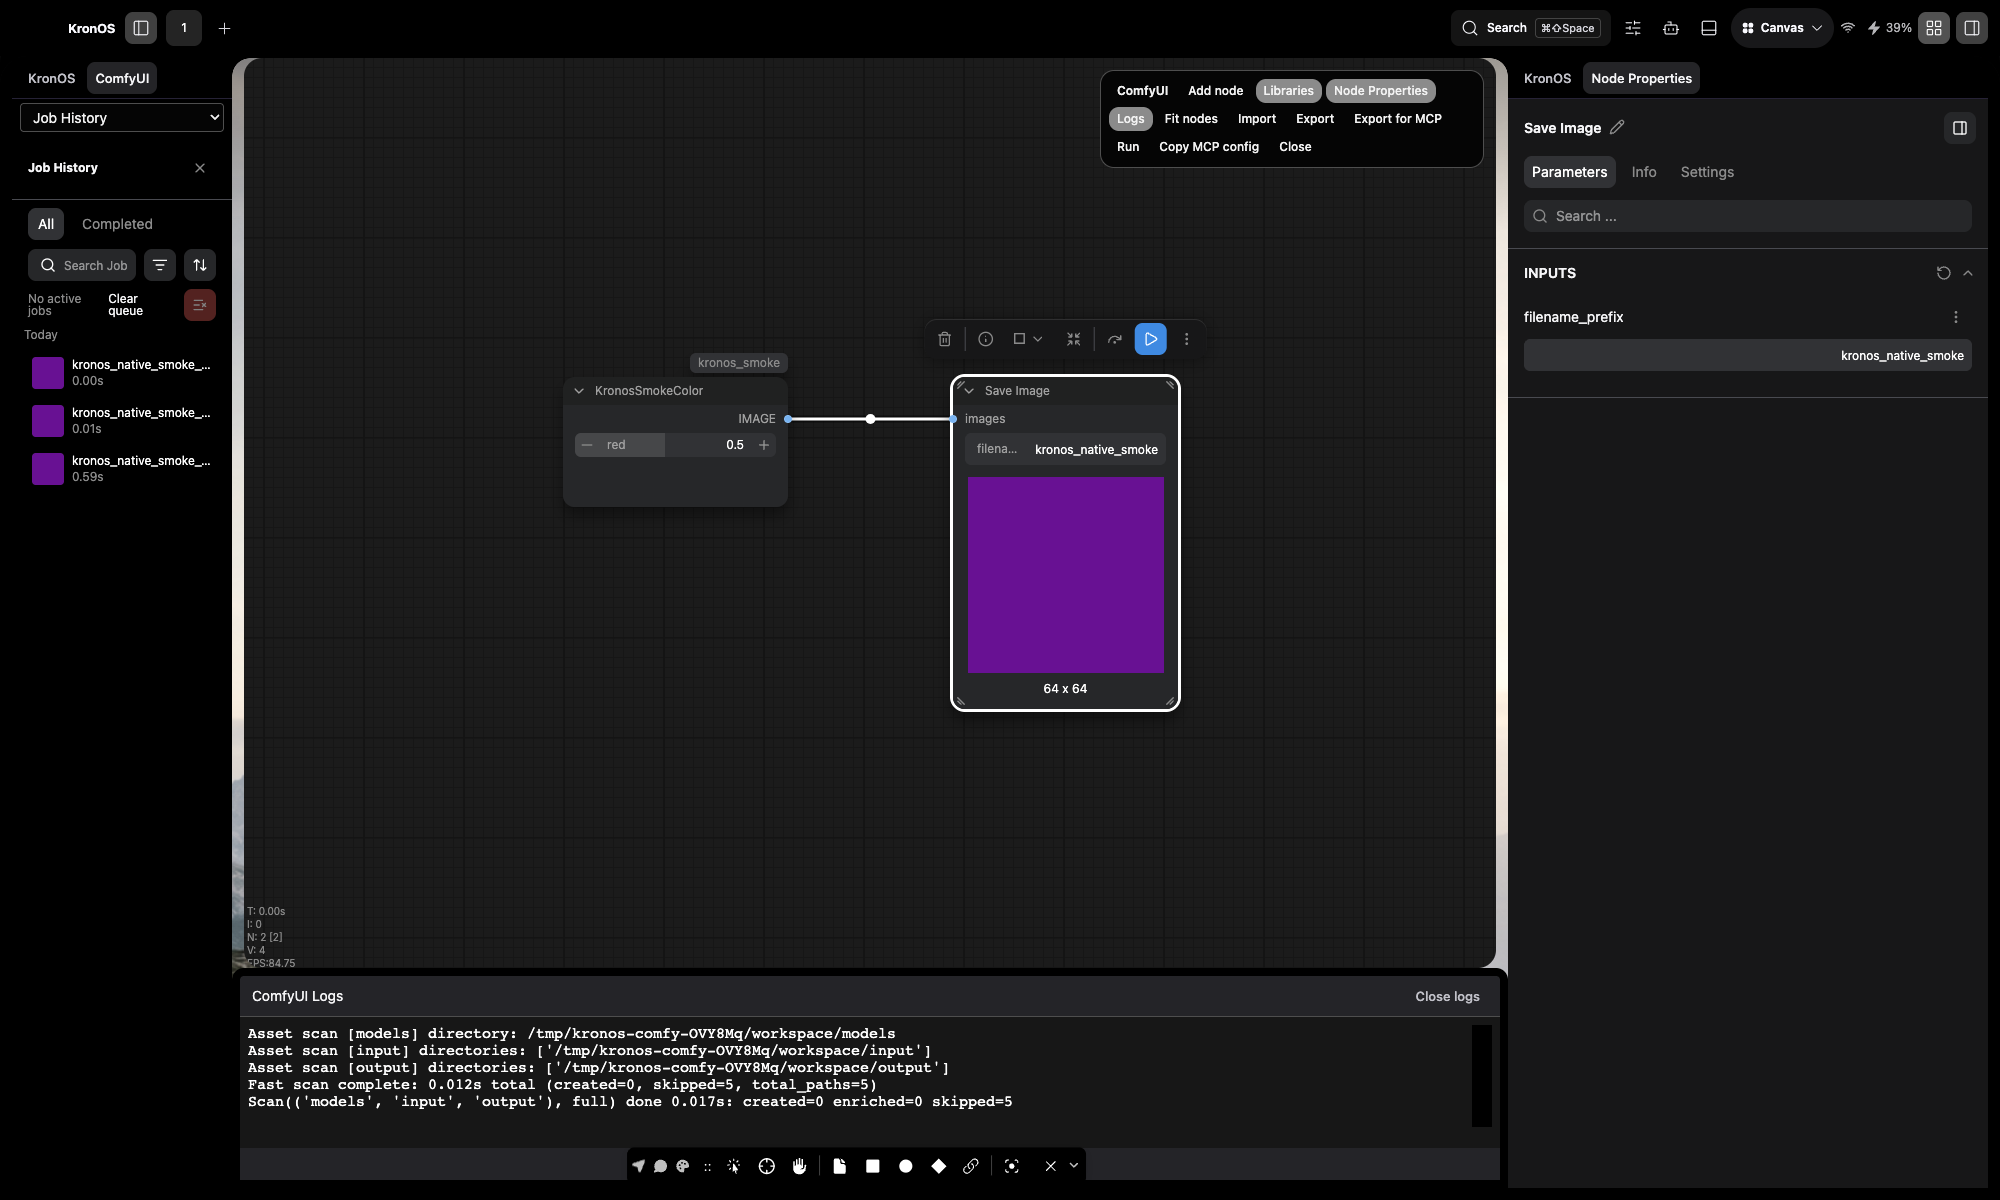 KronOS
1
Search
⌘⇧Space
Canvas
39%
KronOS
ComfyUI
Job History
Job History
All
Completed
Search Job
No active
jobs
Clear
queue
Today
kronos_native_smoke_...
0.00s
kronos_native_smoke_...
0.01s
kronos_native_smoke_...
0.59s
ComfyUI Add node Libraries Node Properties
Logs Fit nodes Import Export Export for MCP
Run Copy MCP config Close
kronos_smoke
KronosSmokeColor
IMAGE
red 0.5
Save Image
images
filena... kronos_native_smoke
64 x 64
T: 0.00s
I: 0
N: 2 [2]
V: 4
FPS:84.75
ComfyUI Logs
Close logs
Asset scan [models] directory: /tmp/kronos-comfy-OVY8Mq/workspace/models
Asset scan [input] directories: ['/tmp/kronos-comfy-OVY8Mq/workspace/input']
Asset scan [output] directories: ['/tmp/kronos-comfy-OVY8Mq/workspace/output']
Fast scan complete: 0.012s total (created=0, skipped=5, total_paths=5)
Scan(('models', 'input', 'output'), full) done 0.017s: created=0 enriched=0 skipped=5
KronOS
Node Properties
Save Image
Parameters Info Settings
Search ...
INPUTS
filename_prefix
kronos_native_smoke